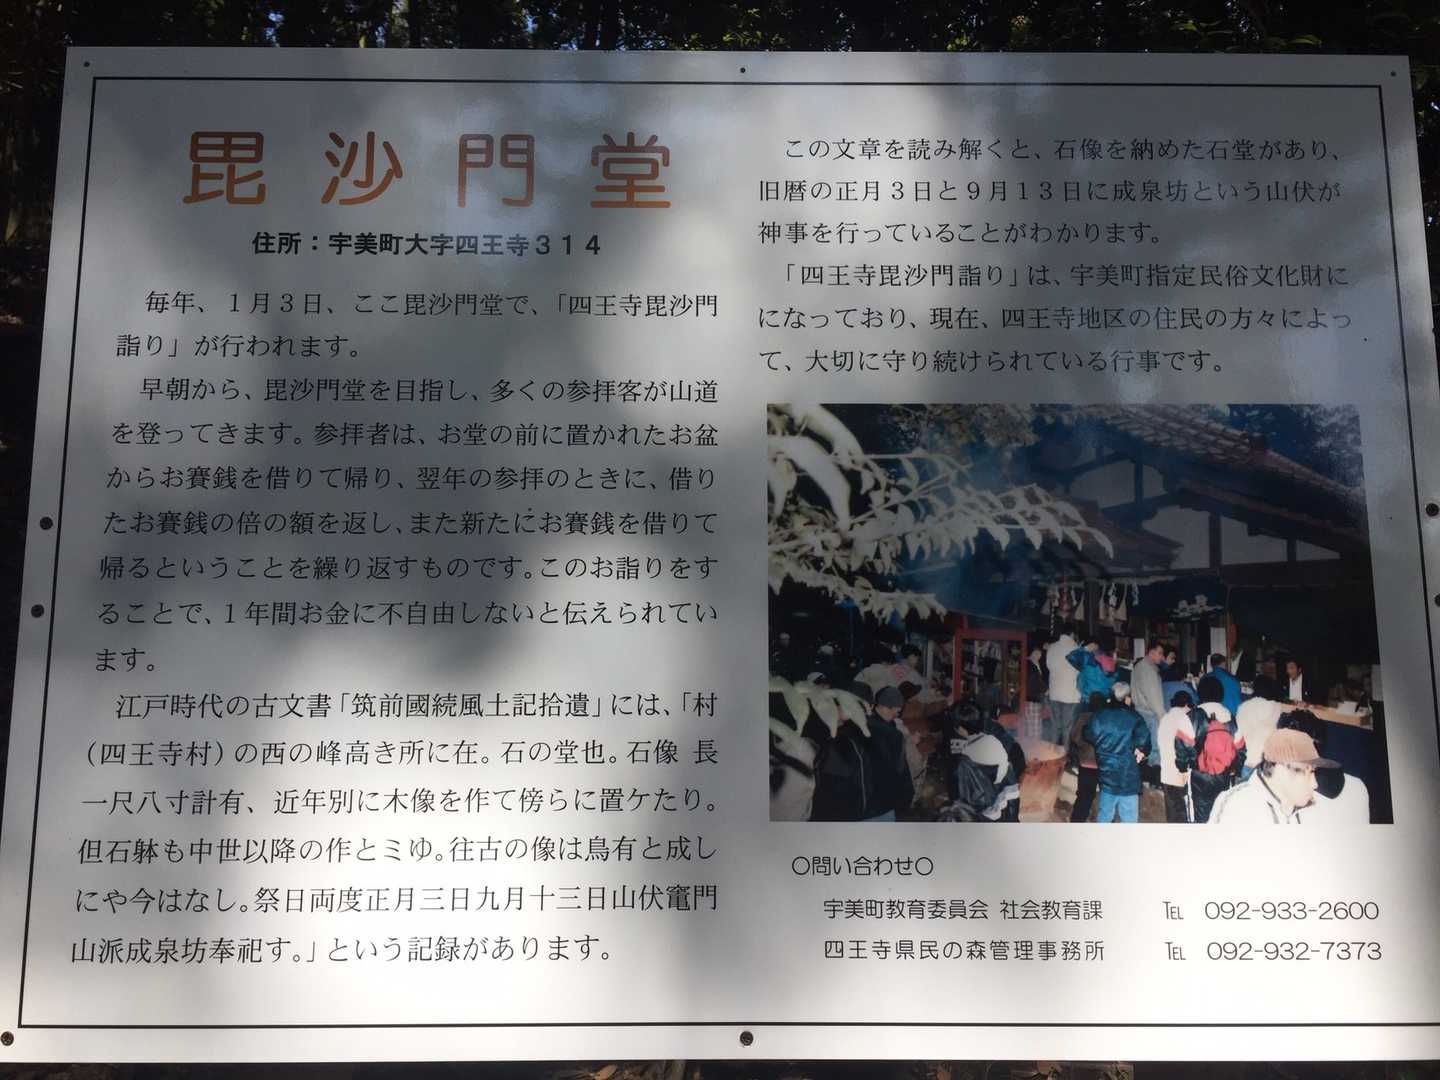 毘沙門堂
住所：宇美町大字四王寺３１４
毎年、１月３日、ここ毘沙門堂で、「四王寺毘沙門
詣り」が行われます。
早朝から、毘沙門堂を目指し、多くの参拝客が山道
を登ってきます。参拝者は、お堂の前に置かれたお盆
からお賽銭を借りて帰り、翌年の参拝のときに、借り
たお賽銭の倍の額を返し、また新たにお賽銭を借りて
帰るということを繰り返すものです。このお詣りをす
ることで、１年間お金に不自由しないと伝えられてい
ます。
江戸時代の古文書「筑前國続風土記拾遺」には、「村
（四王寺村）の西の峰高き所に在。石の堂也。石像 長
一尺八寸計有、近年別に木像を作て傍らに置ケたり。
但石躰も中世以降の作とミゆ。往古の像は烏有と成し
にや今はなし。祭日両度正月三日九月十三日山伏竃門
山派成泉坊奉祀す。」という記録があります。
この文章を読み解くと、石像を納めた石堂があり、
旧暦の正月３日と９月１３日に成泉坊という山伏が
神事を行っていることがわかります。
「四王寺毘沙門詣り」は、宇美町指定民俗文化財に
になっており、現在、四王寺地区の住民の方々によっ
て、大切に守り続けられている行事です。
○問い合わせ○
宇美町教育委員会 社会教育課 ℡ 092-933-2600
四王寺県民の森管理事務所 ℡ 092-932-7373